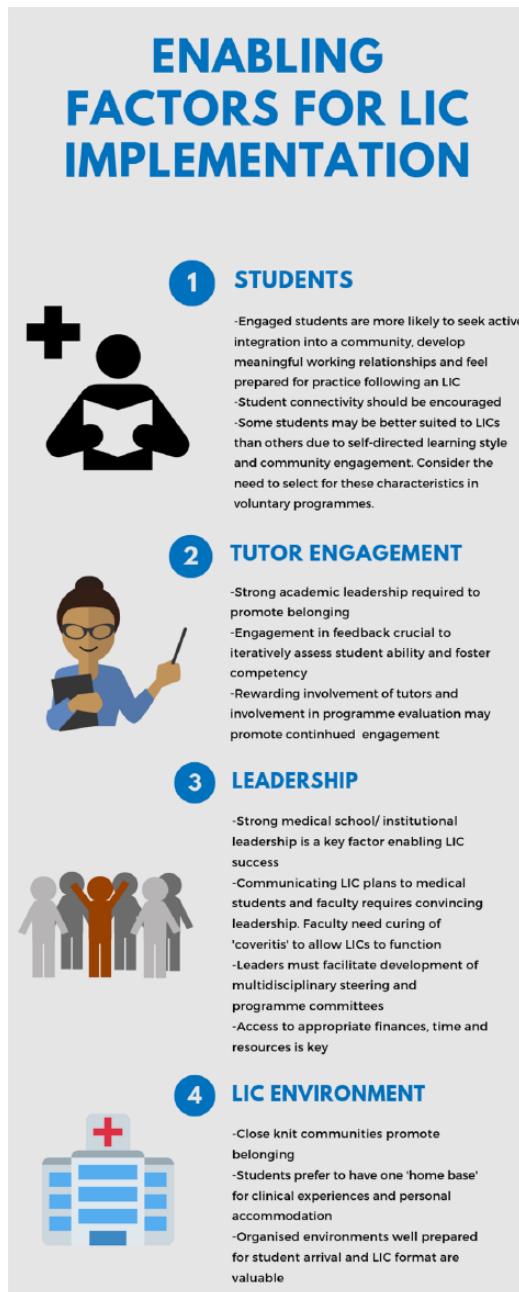 ENABLING
FACTORS FOR LIC
IMPLEMENTATION
1 STUDENTS
-Engaged students are more likely to seek active
integration into a community, develop
meaningful working relationships and feel
prepared for practice following an LIC
-Student connectivity should be encouraged
-Some students may be better suited to LICs
than others due to self-directed learning style
and community engagement. Consider the
need to select for these characteristics in
voluntary programmes.
2 TUTOR ENGAGEMENT
-Strong academic leadership required to
promote belonging
-Engagement in feedback crucial to
iteratively assess student ability and foster
competency
-Rewarding involvement of tutors and
involvement in programme evaluation may
promote continhued engagement
3 LEADERSHIP
-Strong medical school/ institutional
leadership is a key factor enabling LIC
success
-Communicating LIC plans to medical
students and faculty requires convincing
leadership. Faculty need curing of
'coveritis' to allow LICs to function
-Leaders must facilitate development of
multidisciplinary steering and
programme committees
-Access to appropriate finances, time and
resources is key
4 LIC ENVIRONMENT
-Close knit communities promote
belonging
-Students prefer to have one 'home base'
for clinical experiences and personal
accommodation
-Organised environments well prepared
for student arrival and LIC format are
valuable